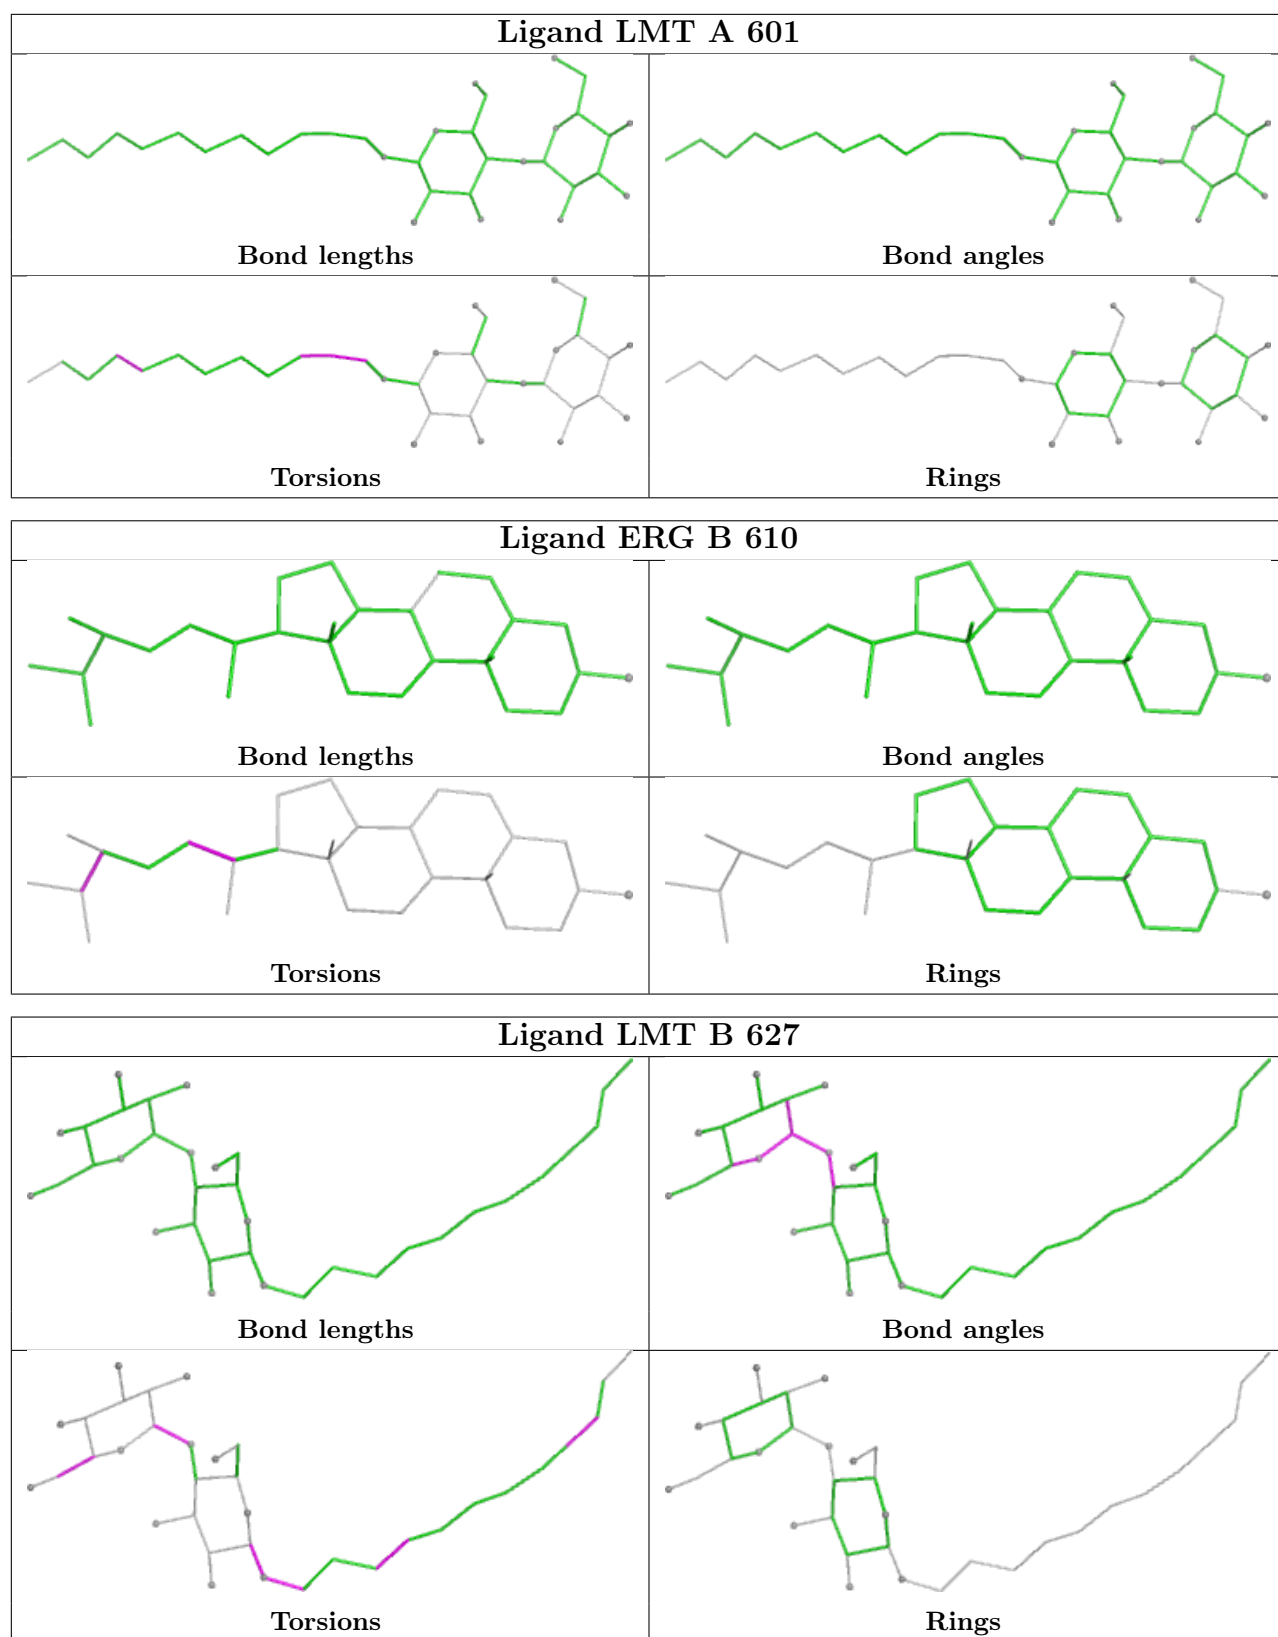 Ligand LMT A 601
Bond lengths
Bond angles
Torsions
Rings
Ligand ERG B 610
Bond lengths
Bond angles
Torsions
Rings
Ligand LMT B 627
Bond lengths
Bond angles
Torsions
Rings